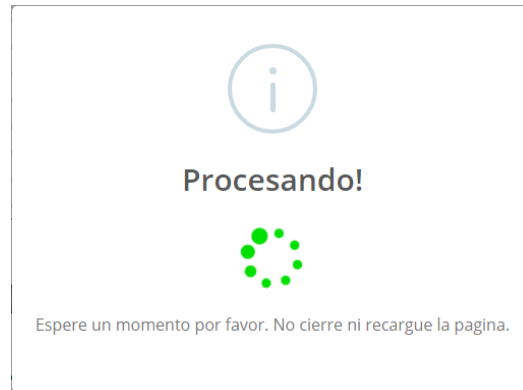 Procesando!
Espere un momento por favor. No cierre ni recargue la pagina.